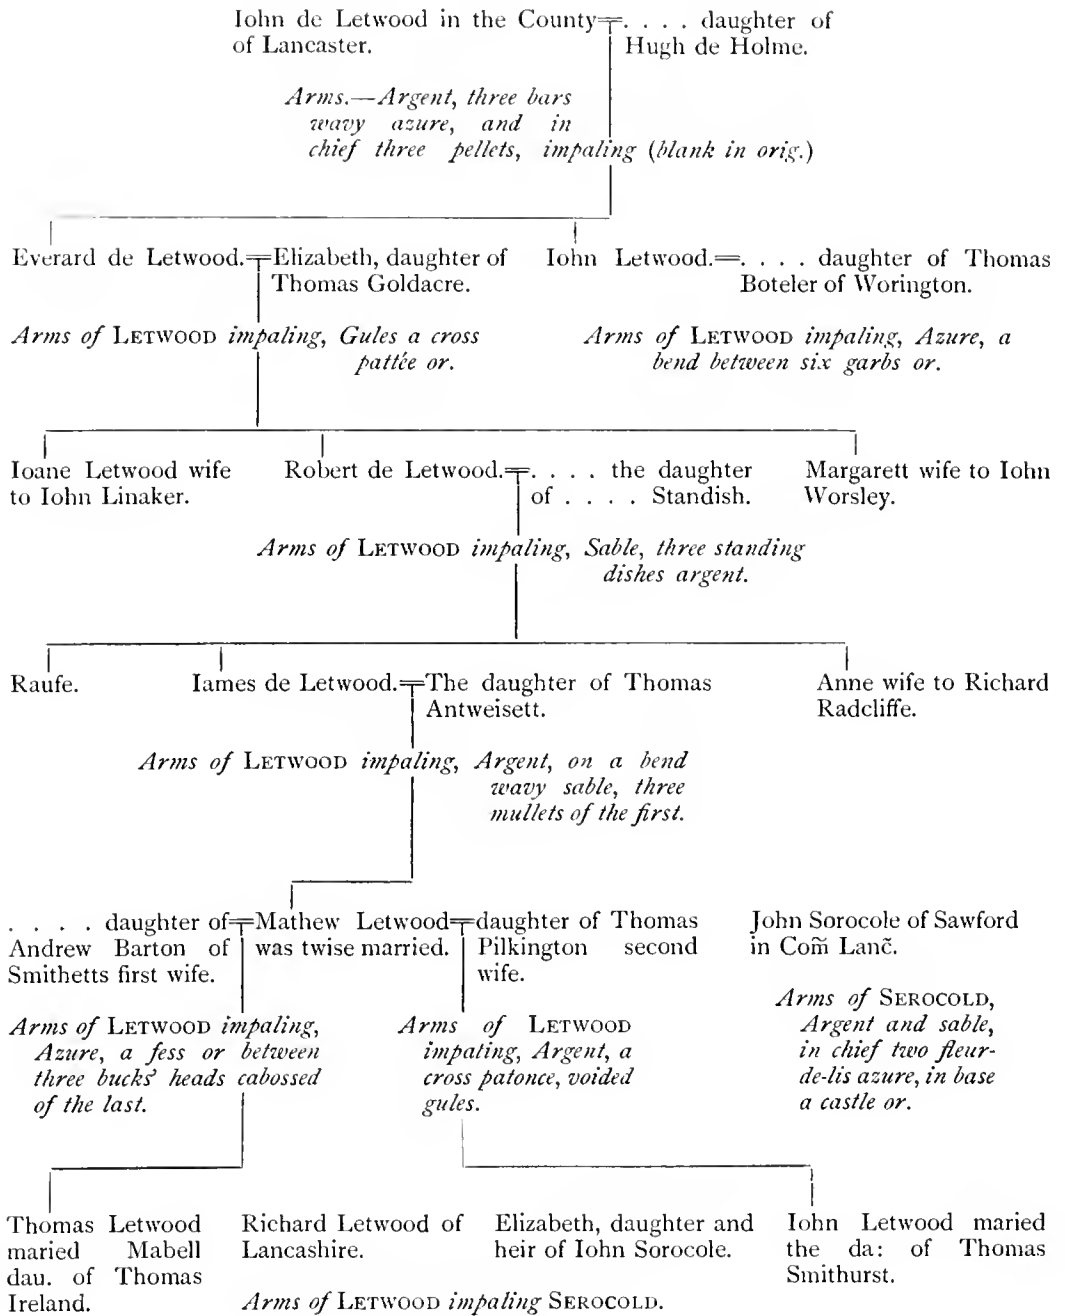 Iohn de Letwood in the County
of Lancaster.
. . . . daughter of
Hugh de Holme.
Arms.—Argent, three bars
wavy azure, and in
chief three pellets, impaling (blank in orig.)
Everard de Letwood.
Elizabeth, daughter of
Thomas Goldacre.
Iohn Letwood.
. . . . daughter of Thomas
Boteler of Worington.
Arms of LETWOOD impaling, Gules a cross
pattée or.
Arms of LETWOOD impaling, Azure, a
bend between six garbs or.
Ioane Letwood wife
to Iohn Linaker.
Robert de Letwood.
. . . . the daughter
of . . . . Standish.
Margarett wife to Iohn
Worsley.
Arms of LETWOOD impaling, Sable, three standing
dishes argent.
Raufe.
Iames de Letwood.
The daughter of Thomas
Antweisett.
Anne wife to Richard
Radcliffe.
Arms of LETWOOD impaling, Argent, on a bend
wavy sable, three
mullets of the first.
. . . . daughter of
Andrew Barton of
Smithetts first wife.
Mathew Letwood
was twise married.
daughter of Thomas
Pilkington second
wife.
John Sorocole of Sawford
in Com̃ Lanc̃.
Arms of LETWOOD impaling,
Azure, a fess or between
three bucks' heads cabossed
of the last.
Arms of LETWOOD
impaling, Argent, a
cross patonce, voided
gules.
Arms of SEROCOLD,
Argent and sable,
in chief two fleur-
de-lis azure, in base
a castle or.
Thomas Letwood
maried Mabell
dau. of Thomas
Ireland.
Richard Letwood of
Lancashire.
Elizabeth, daughter and
heir of Iohn Sorocole.
Iohn Letwood maried
the da: of Thomas
Smithurst.
Arms of LETWOOD impaling SEROCOLD.